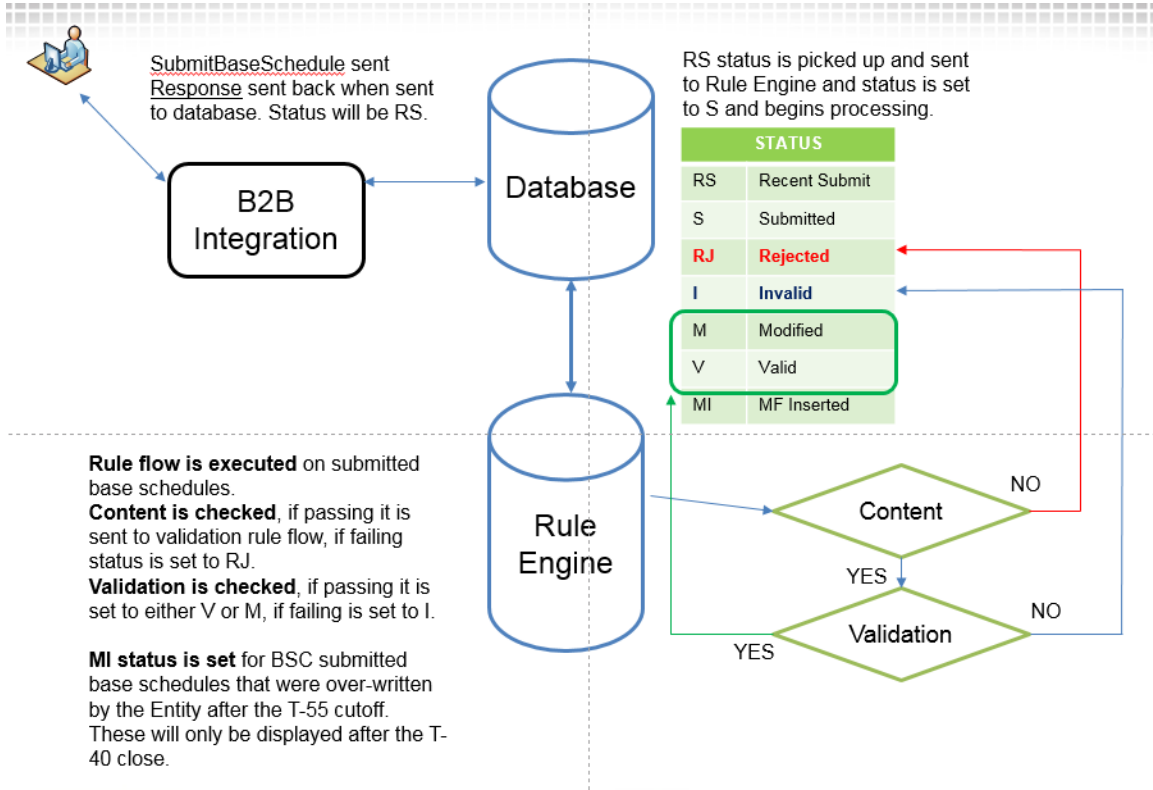 SubmitBaseSchedule sent
Response sent back when sent
to database. Status will be RS.
B2B
Integration
Database
RS status is picked up and sent
to Rule Engine and status is set
to S and begins processing.
STATUS
RS Recent Submit
S Submitted
RJ Rejected
I Invalid
M Modified
V Valid
MI MF Inserted
Rule flow is executed on submitted
base schedules.
Content is checked, if passing it is
sent to validation rule flow, if failing
status is set to RJ.
Validation is checked, if passing it is
set to either V or M, if failing is set to I.
MI status is set for BSC submitted
base schedules that were over-written
by the Entity after the T-55 cutoff.
These will only be displayed after the T-
40 close.
Rule
Engine
Content
NO
YES
Validation
NO
YES